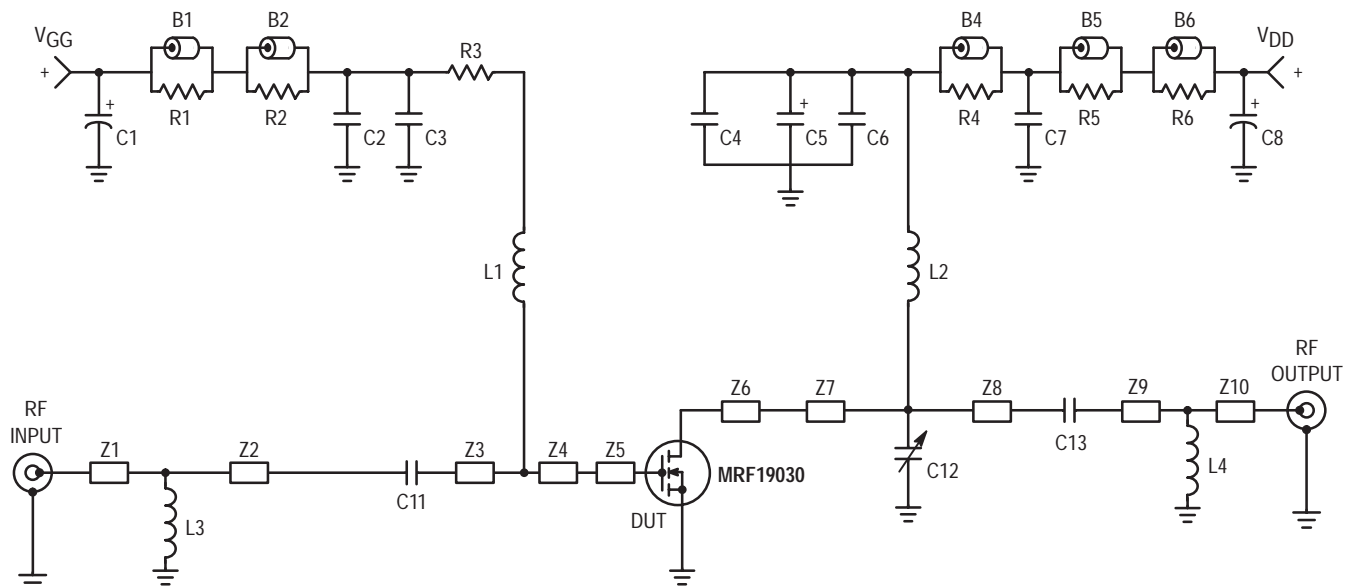 B1 B2 B4 B5 B6
VGG R3 VDD
+ +
+ + +
R1 R2 R4 R5 R6
C1 C2 C3 C4 C5 C6 C7 C8
L1 L2
RF
OUTPUT
Z6 Z7 Z8 Z9 Z10
RF
INPUT
Z1 Z2 Z3 Z4 Z5
C13
C12 L4
MRF19030
C11
L3 DUT